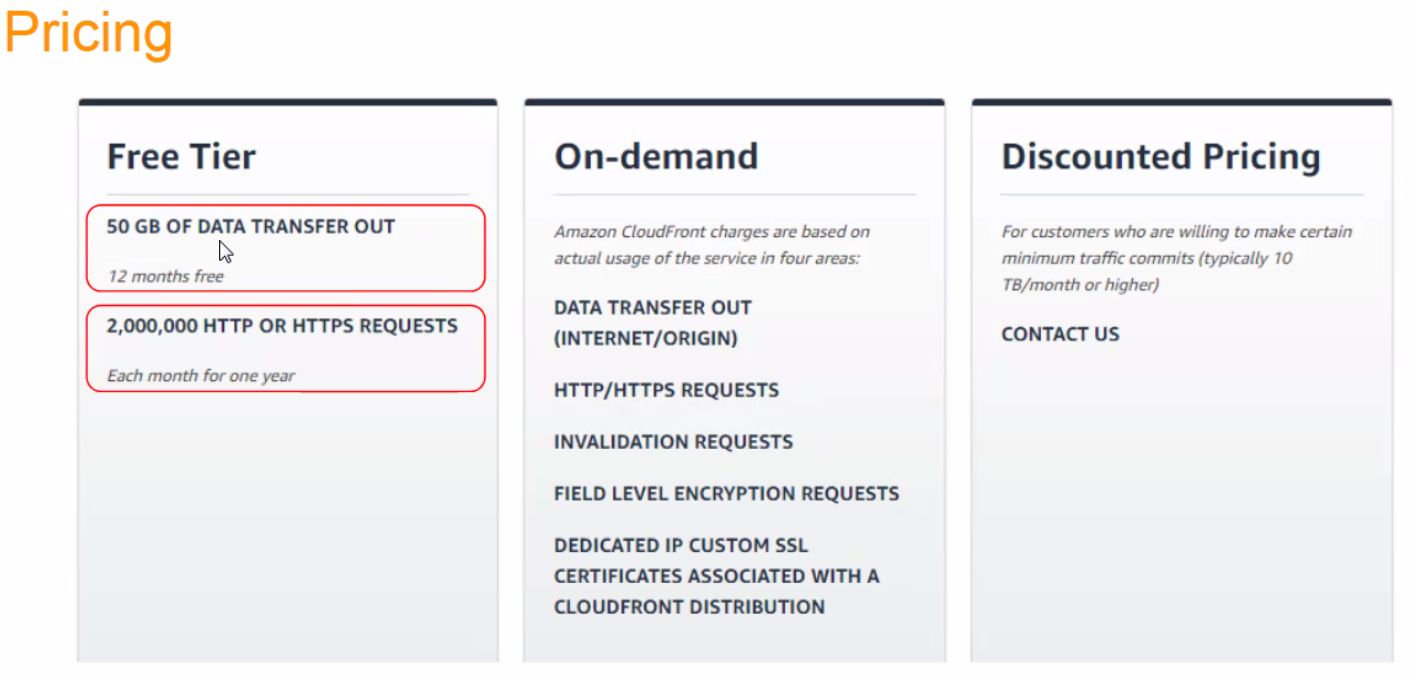 Pricing
Free Tier
50 GB OF DATA TRANSFER OUT
12 months free
2,000,000 HTTP OR HTTPS REQUESTS
Each month for one year
On-demand
Amazon CloudFront charges are based on
actual usage of the service in four areas:
DATA TRANSFER OUT
(INTERNET/ORIGIN)
HTTP/HTTPS REQUESTS
INVALIDATION REQUESTS
FIELD LEVEL ENCRYPTION REQUESTS
DEDICATED IP CUSTOM SSL
CERTIFICATES ASSOCIATED WITH A
CLOUDFRONT DISTRIBUTION
Discounted Pricing
For customers who are willing to make certain
minimum traffic commits (typically 10
TB/month or higher)
CONTACT US